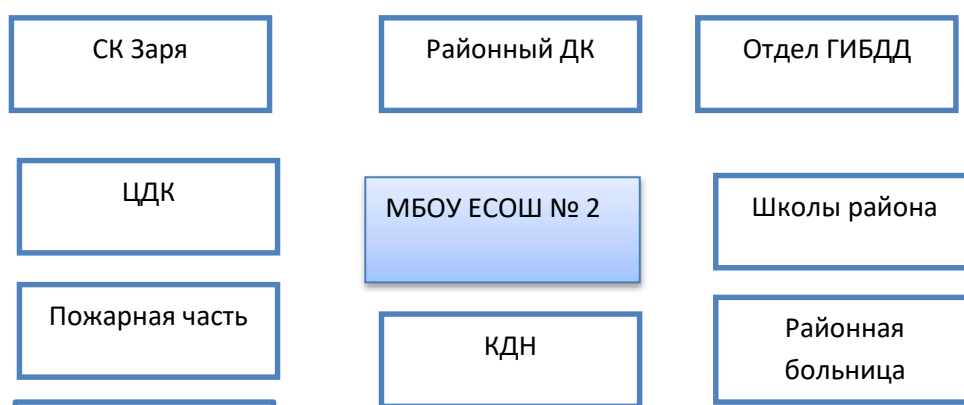 СК Заря
Районный ДК
Отдел ГИБДД
ЦДК
МБОУ ЕСОШ № 2
Школы района
Пожарная часть
КДН
Районная
больница